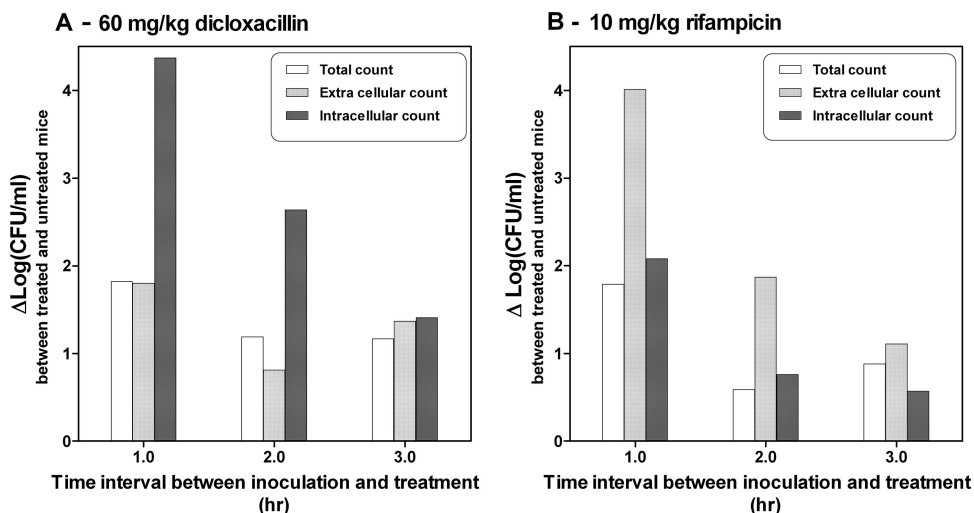 A - 60 mg/kg dicloxacillin
ΔLog(CFU/ml)
between treated and untreated mice
4
3
2
1
0
Total count
Extra cellular count
Intracellular count
1.0 2.0 3.0
Time interval between inoculation and treatment
(hr)
B - 10 mg/kg rifampicin
Δ Log(CFU/ml)
between treated and untreated mice
4
3
2
1
0
Total count
Extra cellular count
Intracellular count
1.0 2.0 3.0
Time interval between inoculation and treatment
(hr)